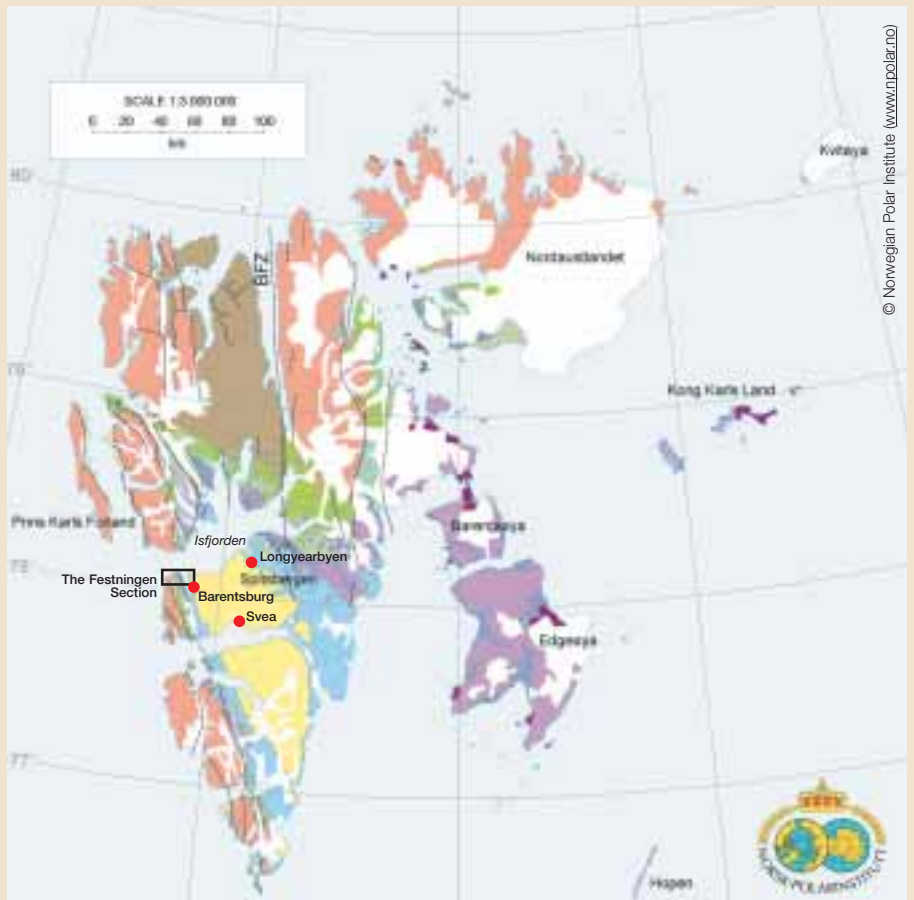 SCALE 1:3 000 000
0 20 40 60 80 100
km
© Norwegian Polar Institute (www.npolar.no)
Kvitøya
80°
BFZ
Nordaustlandet
79°
Kong Karls Land
Prins Karls Forland
Barentsøya
Isfjorden
Longyearbyen
78°
Spitsbergen
The Festningen
Section
Barentsburg
Svea
Edgeøya
77°
Hopen
NORSK POLARINSTITUTT